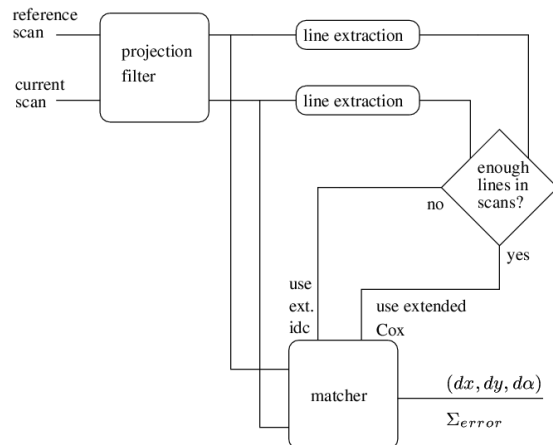 reference
scan
projection
filter
line extraction
current
scan
line extraction
enough
lines in
scans?
no
yes
use
ext.
idc
use extended
Cox
matcher
(dx, dy, dα)
Σerror